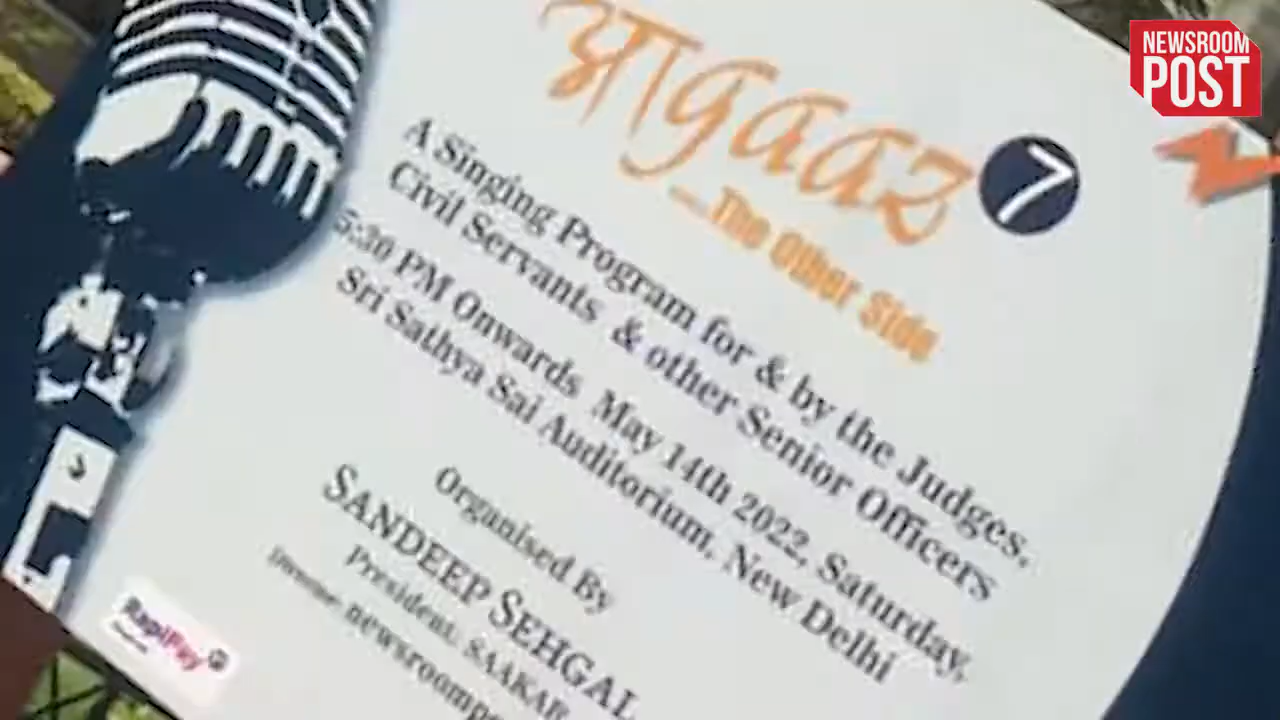 NEWSROOM
POST
आgaaz 7
...The Other Side
A Singing Program for & by the Judges,
Civil Servants & other Senior Officers
5:30 PM Onwards May 14th 2022, Saturday,
Sri Sathya Sai Auditorium, New Delhi
Organised By
SANDEEP SEHGAL
President, SAAKAR
RapiPay